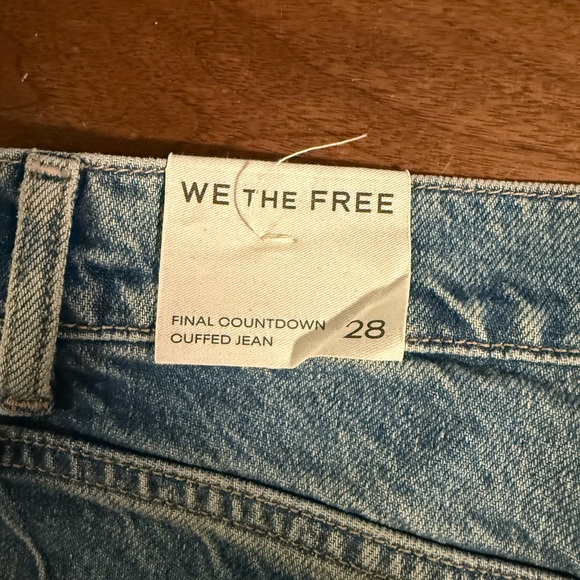 WE THE FREE
FINAL COUNTDOWN
CUFFED JEAN
28